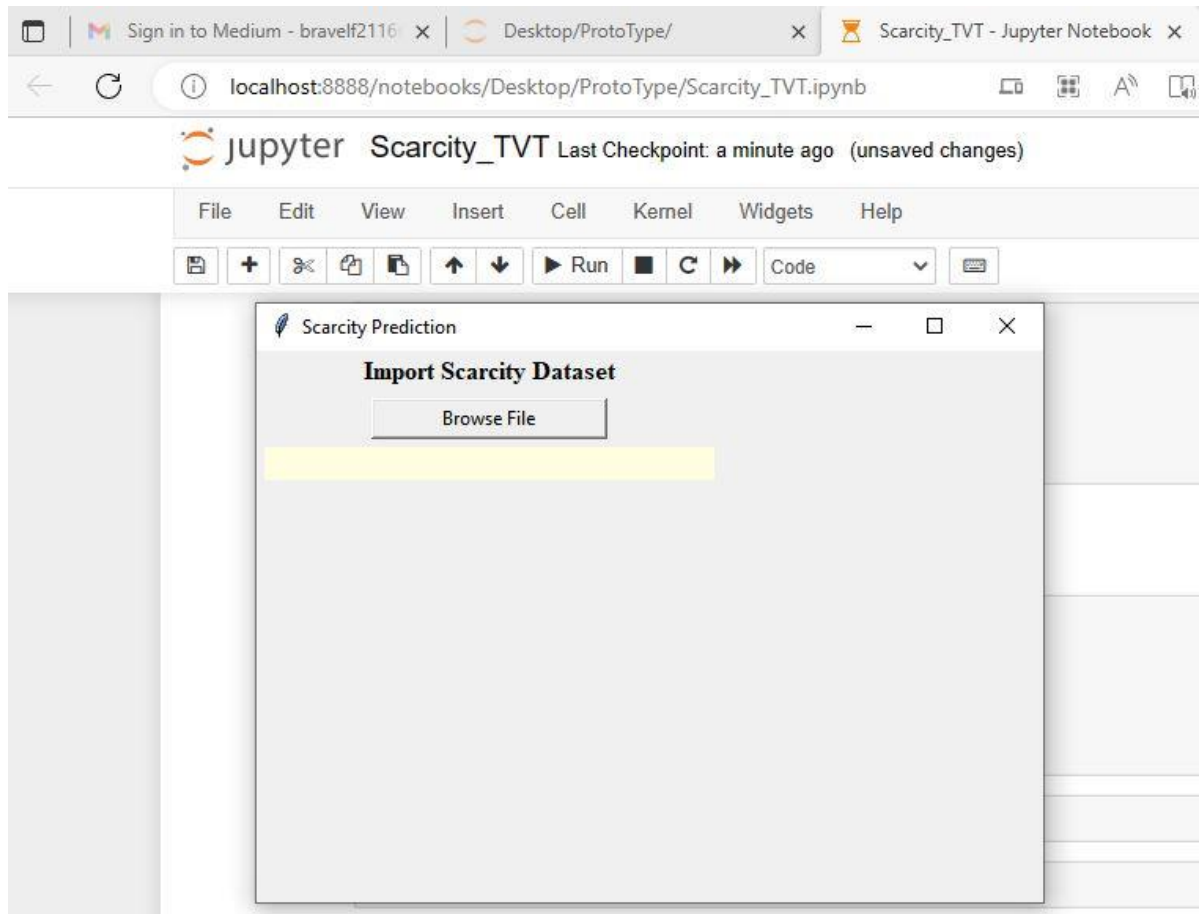 Sign in to Medium - bravelf2116
Desktop/ProtoType/
Scarcity_TVT - Jupyter Notebook
localhost:8888/notebooks/Desktop/ProtoType/Scarcity_TVT.ipynb
jupyter Scarcity_TVT Last Checkpoint: a minute ago (unsaved changes)
File Edit View Insert Cell Kernel Widgets Help
Run Code
Scarcity Prediction
Import Scarcity Dataset
Browse File